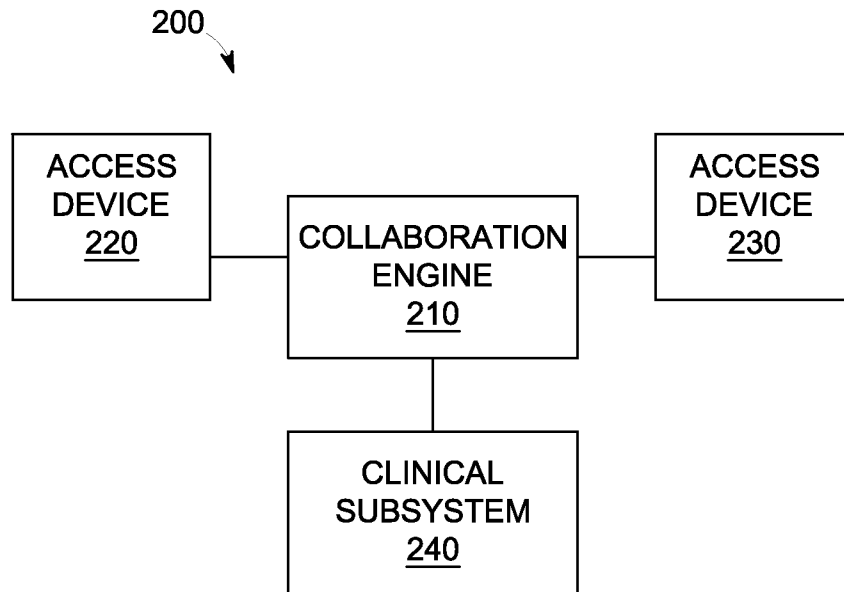 200
ACCESS
DEVICE
220
COLLABORATION
ENGINE
210
ACCESS
DEVICE
230
CLINICAL
SUBSYSTEM
240